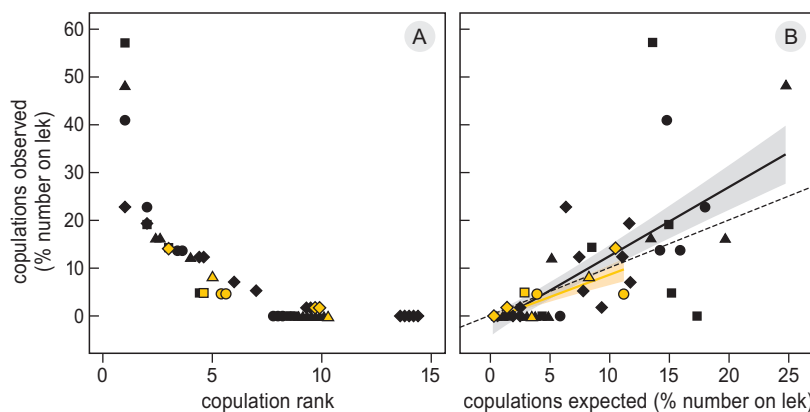 A
B
copulations observed
(% number on lek)
60
50
40
30
20
10
0
0 5 10 15
0 5 10 15 20 25
copulation rank
copulations expected (% number on lek)